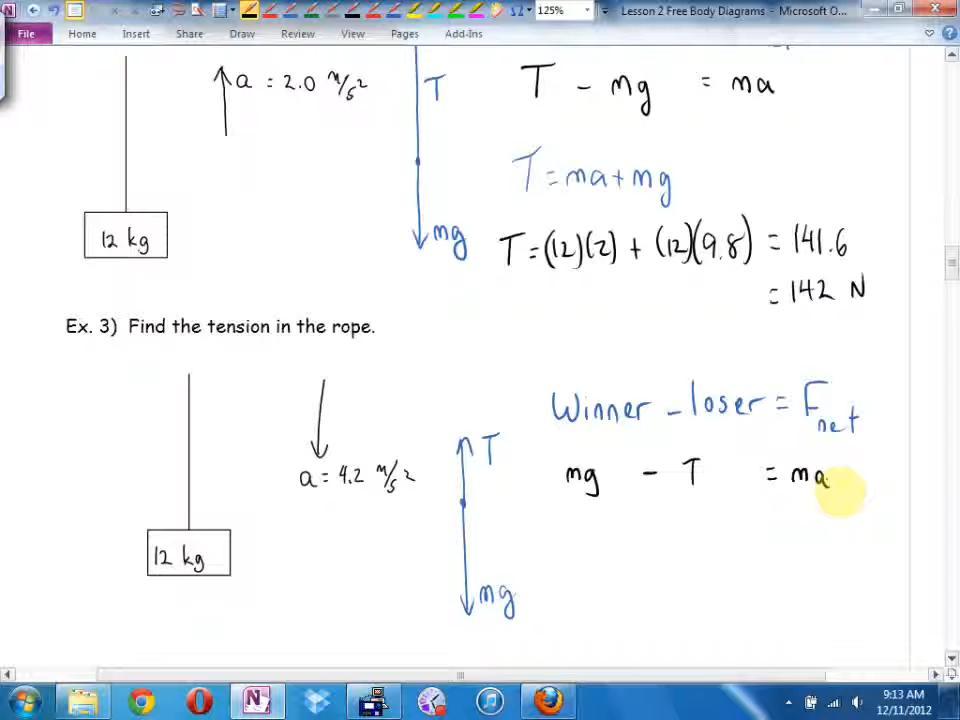 125%
Lesson 2 Free Body Diagrams - Microsoft O...
File Home Insert Share Draw Review View Pages Add-Ins
a = 2.0 m/s²
T
T - mg = ma
T = ma + mg
12 kg
mg
T = (12)(2) + (12)(9.8) = 141.6
= 142 N
Ex. 3) Find the tension in the rope.
Winner - loser = Fnet
T
a = 4.2 m/s²
mg - T = ma
12 kg
mg
9:13 AM
12/11/2012